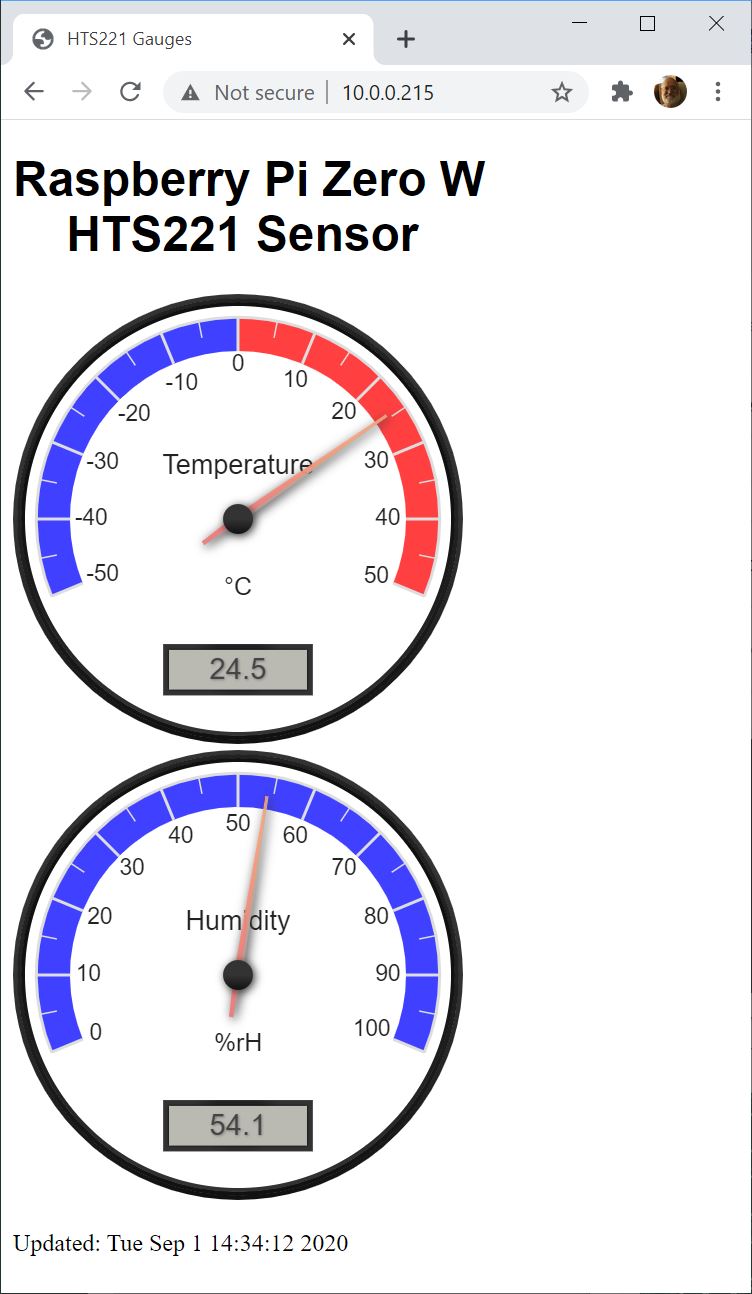 HTS221 Gauges
Not secure | 10.0.0.215
Raspberry Pi Zero W
HTS221 Sensor
0
-10 10
-20 20
-30 30
-40 40
-50 50
Temperature
°C
24.5
50
40 60
30 70
20 80
10 90
0 100
Humidity
%rH
54.1
Updated: Tue Sep 1 14:34:12 2020